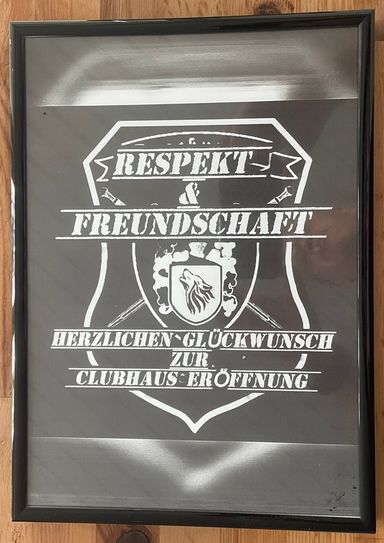 RESPEKT
&
FREUNDSCHAFT
HERZLICHEN GLÜCKWUNSCH
ZUR
CLUBHAUS ERÖFFNUNG